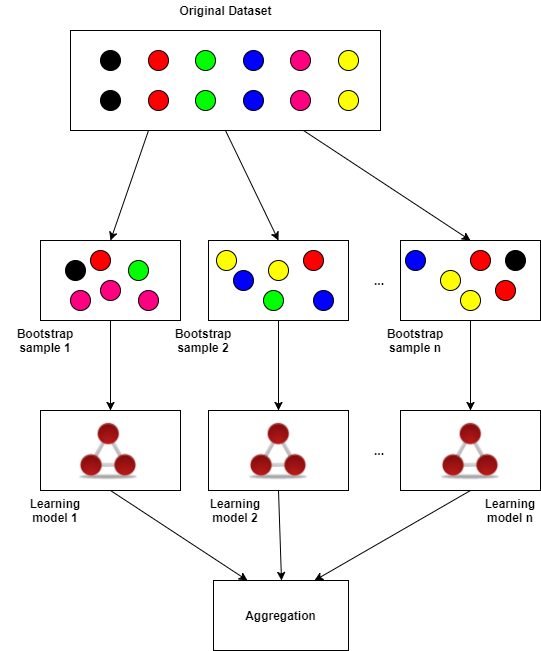 Original Dataset
...
Bootstrap
sample 1
Bootstrap
sample 2
Bootstrap
sample n
...
Learning
model 1
Learning
model 2
Learning
model n
Aggregation